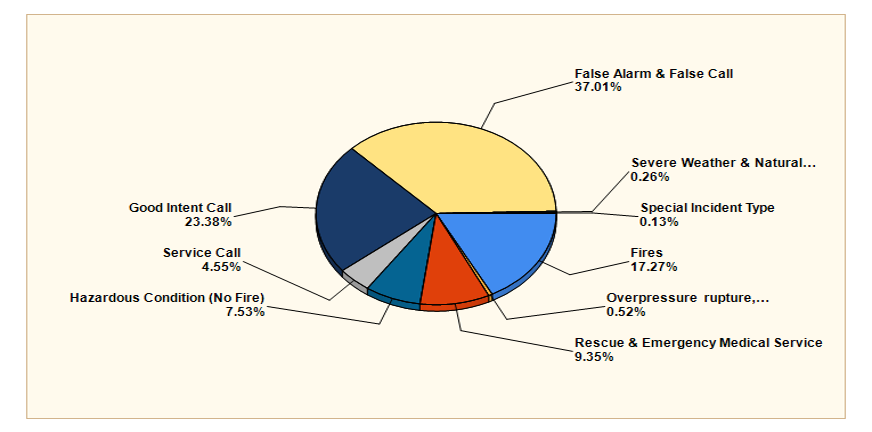 False Alarm & False Call
37.01%
Severe Weather & Natural...
0.26%
Special Incident Type
0.13%
Good Intent Call
23.38%
Service Call
4.55%
Fires
17.27%
Hazardous Condition (No Fire)
7.53%
Overpressure rupture,...
0.52%
Rescue & Emergency Medical Service
9.35%